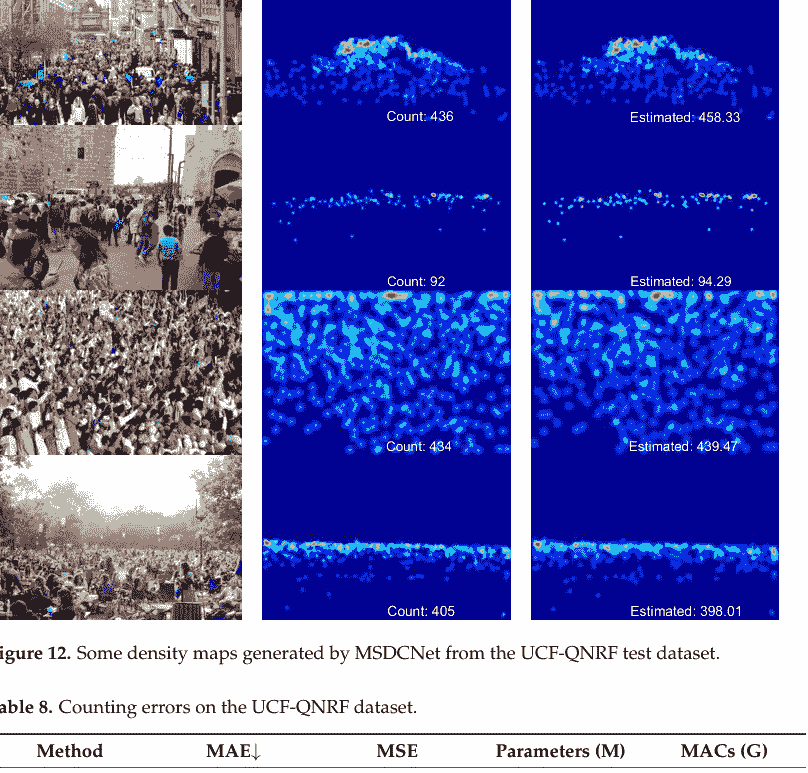 Count: 436
Estimated: 458.33
Count: 92
Estimated: 94.29
Count: 434
Estimated: 439.47
Count: 405
Estimated: 398.01
igure 12. Some density maps generated by MSDCNet from the UCF-QNRF test dataset.
able 8. Counting errors on the UCF-QNRF dataset.
Method MAE↓ MSE Parameters (M) MACs (G)